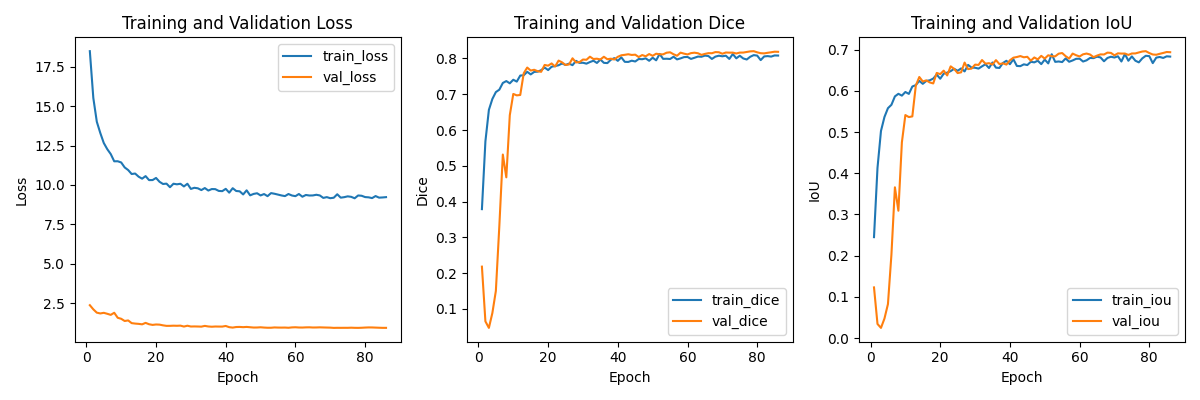 Training and Validation Loss
Loss
17.5
15.0
12.5
10.0
7.5
5.0
2.5
train_loss
val_loss
0 20 40 60 80
Epoch
Training and Validation Dice
Dice
0.8
0.7
0.6
0.5
0.4
0.3
0.2
0.1
train_dice
val_dice
0 20 40 60 80
Epoch
Training and Validation IoU
IoU
0.7
0.6
0.5
0.4
0.3
0.2
0.1
0.0
train_iou
val_iou
0 20 40 60 80
Epoch